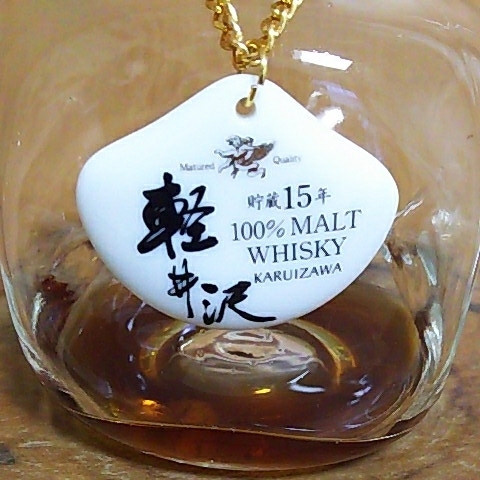 Matured Quality
貯蔵15年
100% MALT
WHISKY
KARUIZAWA
軽井沢